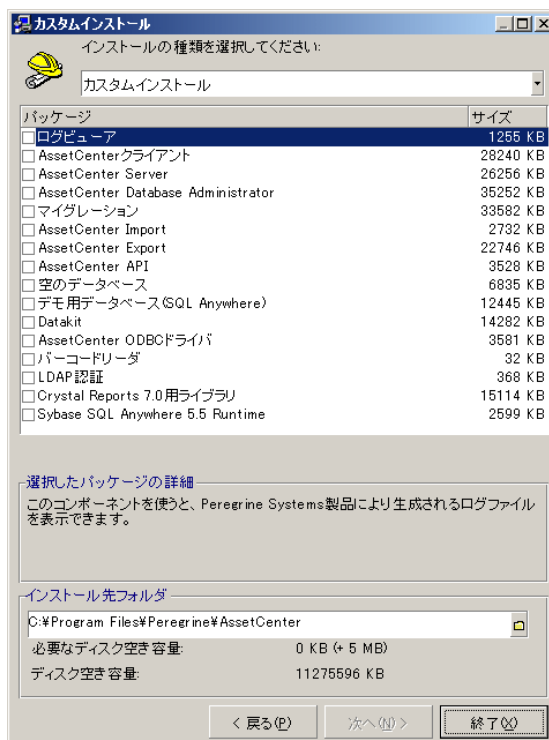 カスタムインストール
インストールの種類を選択してください:
カスタムインストール
パッケージ サイズ
ログビューア 1255 KB
AssetCenterクライアント 28240 KB
AssetCenter Server 26256 KB
AssetCenter Database Administrator 35252 KB
マイグレーション 33582 KB
AssetCenter Import 2732 KB
AssetCenter Export 22746 KB
AssetCenter API 3528 KB
空のデータベース 6835 KB
デモ用データベース(SQL Anywhere) 12445 KB
Datakit 14282 KB
AssetCenter ODBCドライバ 3581 KB
バーコードリーダ 32 KB
LDAP認証 368 KB
Crystal Reports 7.0用ライブラリ 15114 KB
Sybase SQL Anywhere 5.5 Runtime 2599 KB
選択したパッケージの詳細
このコンポーネントを使うと、Peregrine Systems製品により生成されるログファイル
を表示できます。
インストール先フォルダ
C:¥Program Files¥Peregrine¥AssetCenter
必要なディスク空き容量: 0 KB (+ 5 MB)
ディスク空き容量: 11275596 KB
< 戻る(P) 次へ(N) > 終了(X)